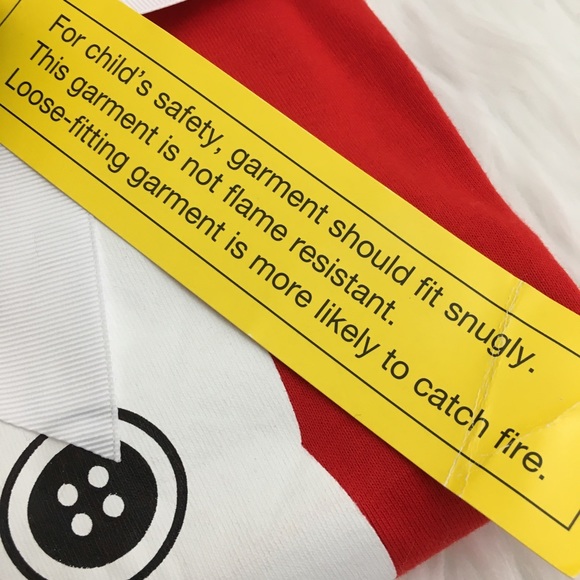 For child's safety, garment should fit snugly.
This garment is not flame resistant.
Loose-fitting garment is more likely to catch fire.